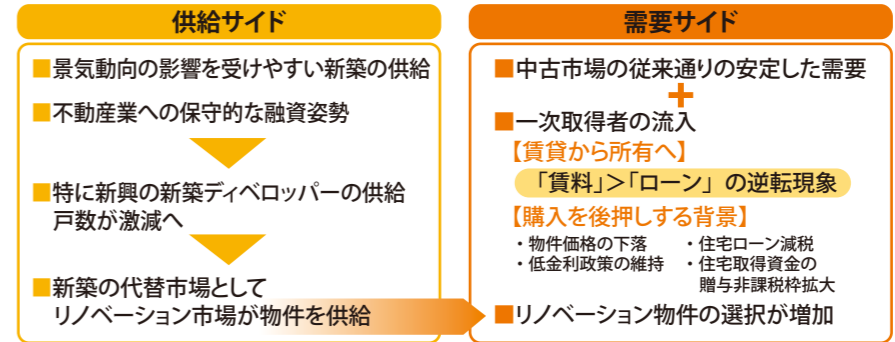 供給サイド
■景気動向の影響を受けやすい新築の供給
■不動産業への保守的な融資姿勢
■特に新興の新築ディベロッパーの供給
戸数が激減へ
■新築の代替市場として
リノベーション市場が物件を供給
需要サイド
■中古市場の従来通りの安定した需要
+
■一次取得者の流入
【賃貸から所有へ】
「賃料」>「ローン」の逆転現象
【購入を後押しする背景】
・物件価格の下落 ・住宅ローン減税
・低金利政策の維持 ・住宅取得資金の
贈与非課税枠拡大
■リノベーション物件の選択が増加